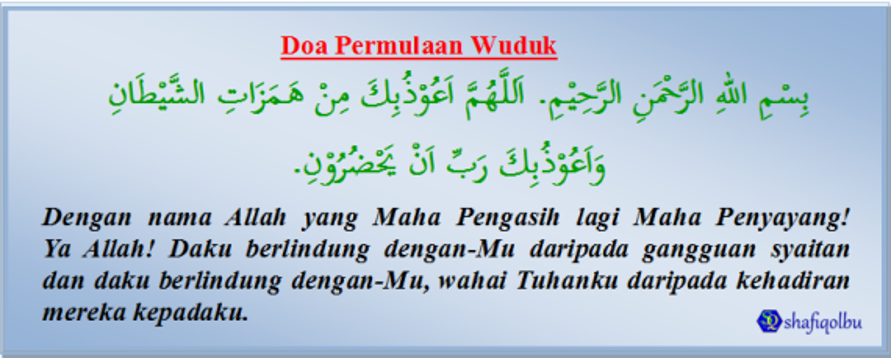 Doa Permulaan Wuduk
بِسْمِ اللهِ الرَّحْمَنِ الرَّحِيْمِ. اَللَّهُمَّ اَعُوْذُبِكَ مِنْ هَمَزَاتِ الشَّيْطَانِ
وَاَعُوْذُبِكَ رَبِّ اَنْ يَحْضُرُوْنِ.
Dengan nama Allah yang Maha Pengasih lagi Maha Penyayang!
Ya Allah! Daku berlindung dengan-Mu daripada gangguan syaitan
dan daku berlindung dengan-Mu, wahai Tuhanku daripada kehadiran
mereka kepadaku.
shafiqolbu